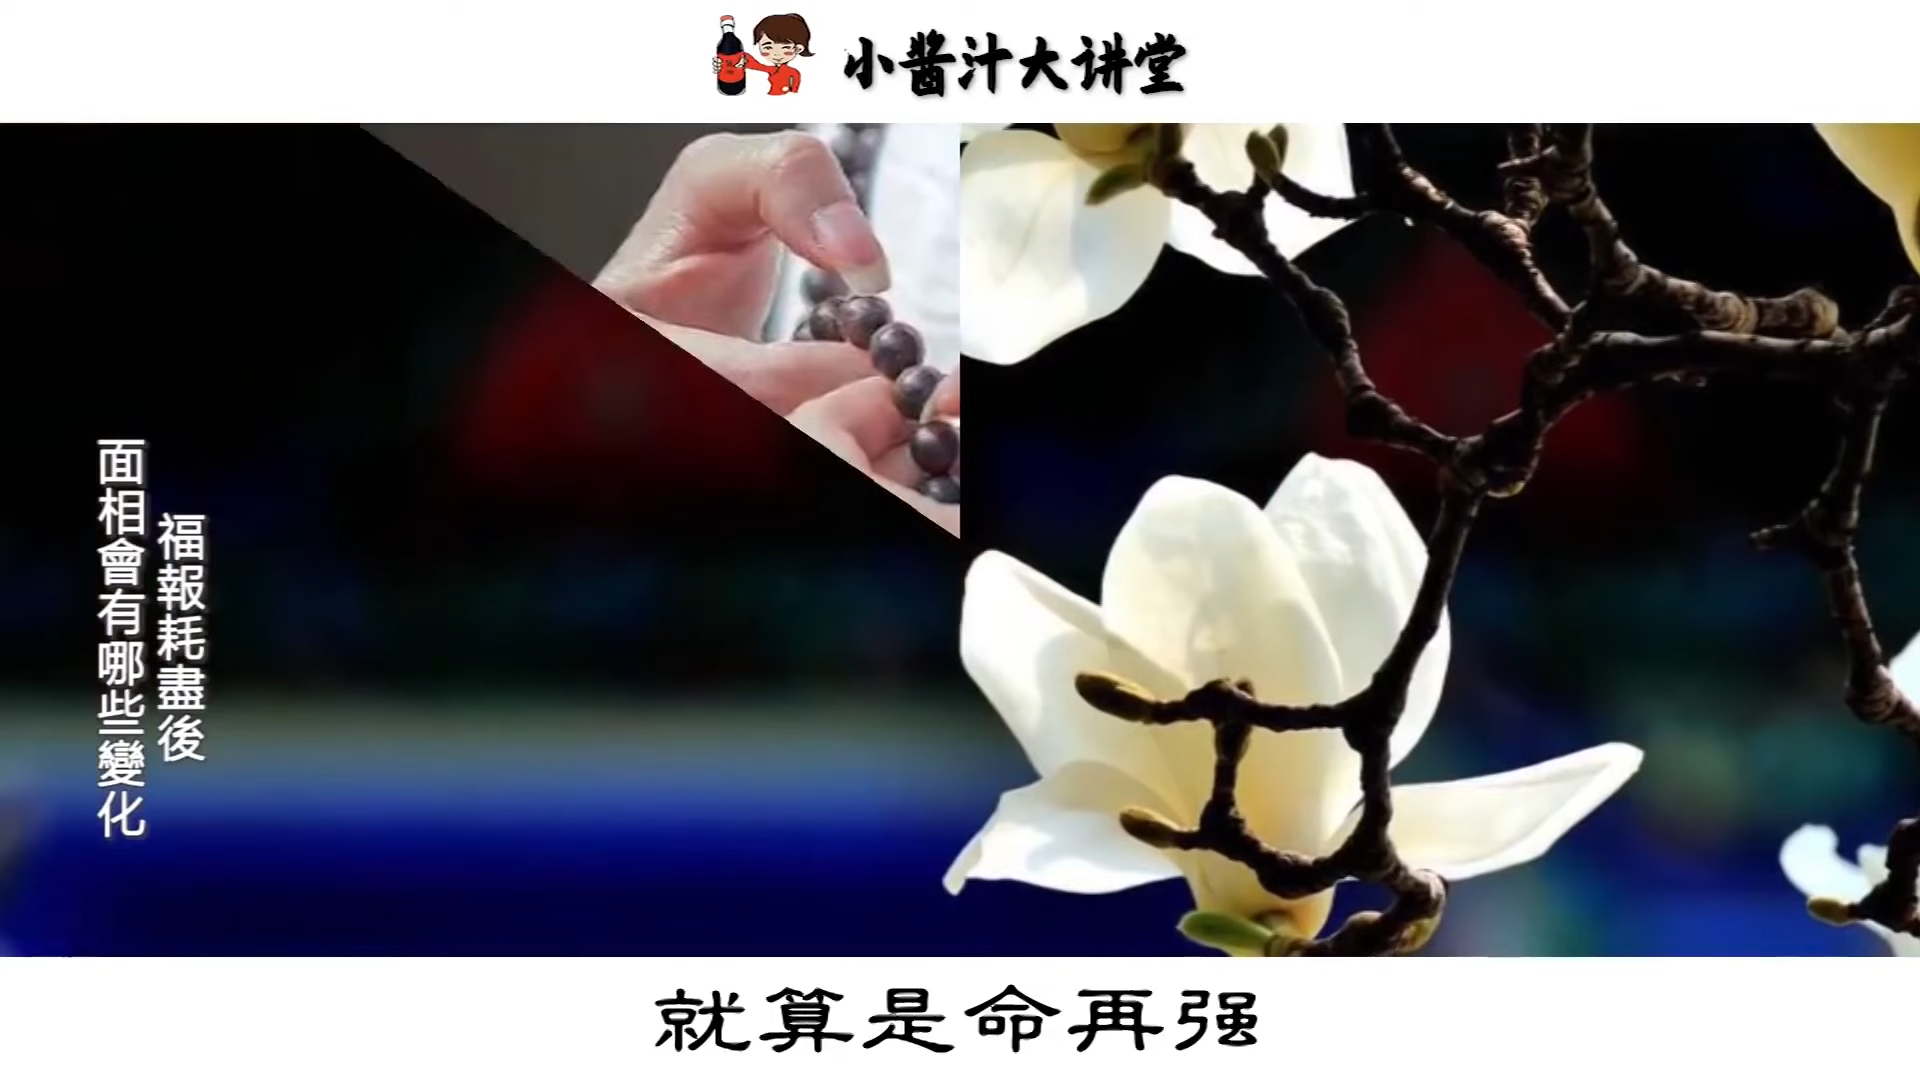 小酱汁大讲堂
福報耗盡後
面相會有哪些變化
就算是命再强